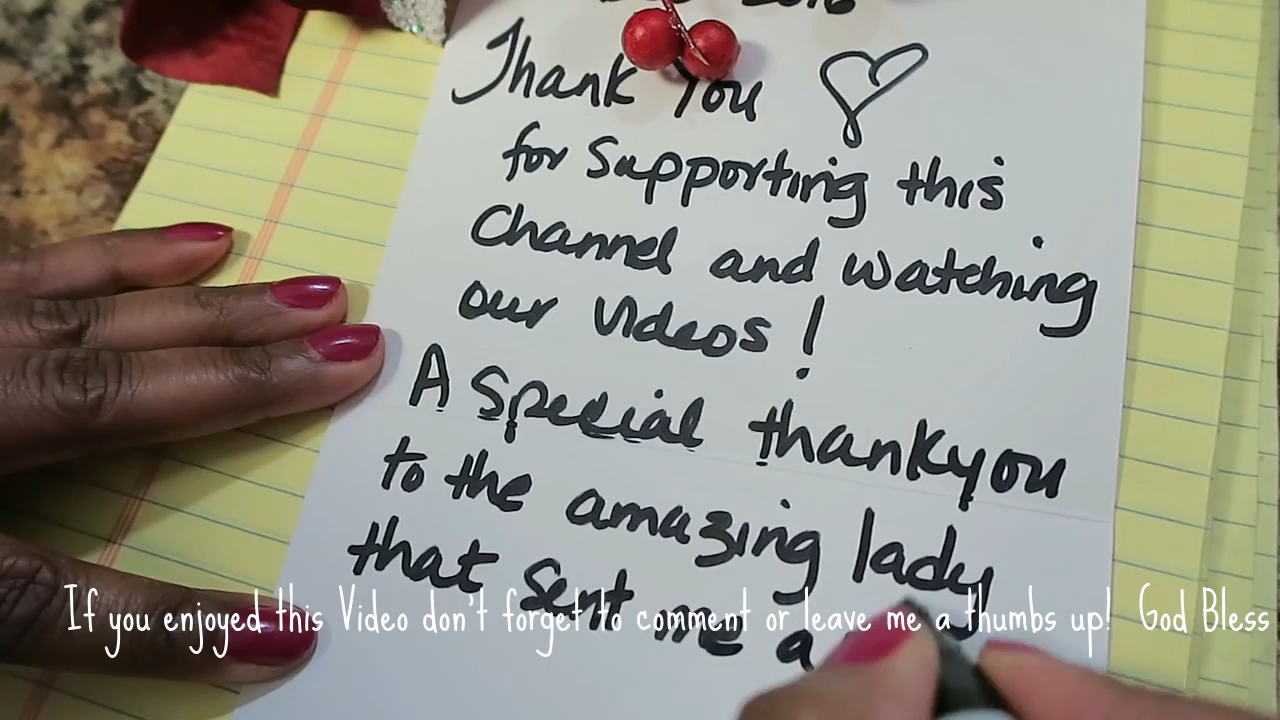 2016
Thank You
for Supporting this
Channel and watching
our Videos!
A Special thankyou
to the amazing lady
that Sent me a
If you enjoyed this Video don't forget to comment or leave me a thumbs up! God Bless